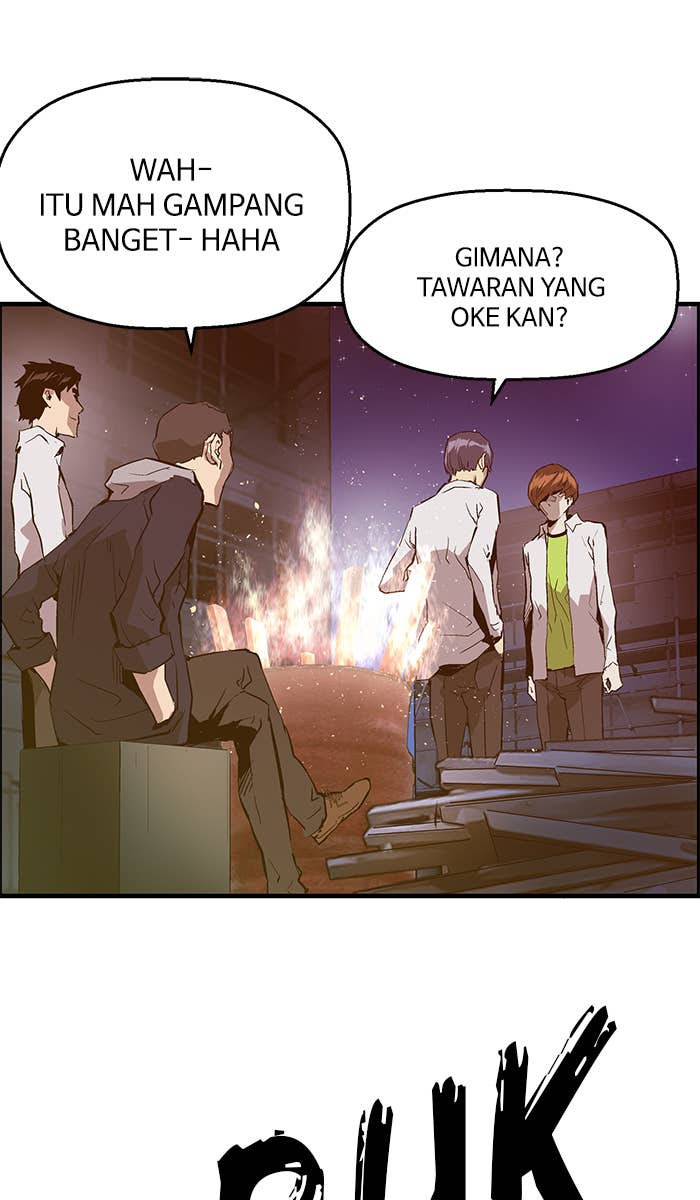 WAH-
ITU MAH GAMPANG
BANGET- HAHA
GIMANA?
TAWARAN YANG
OKE KAN?